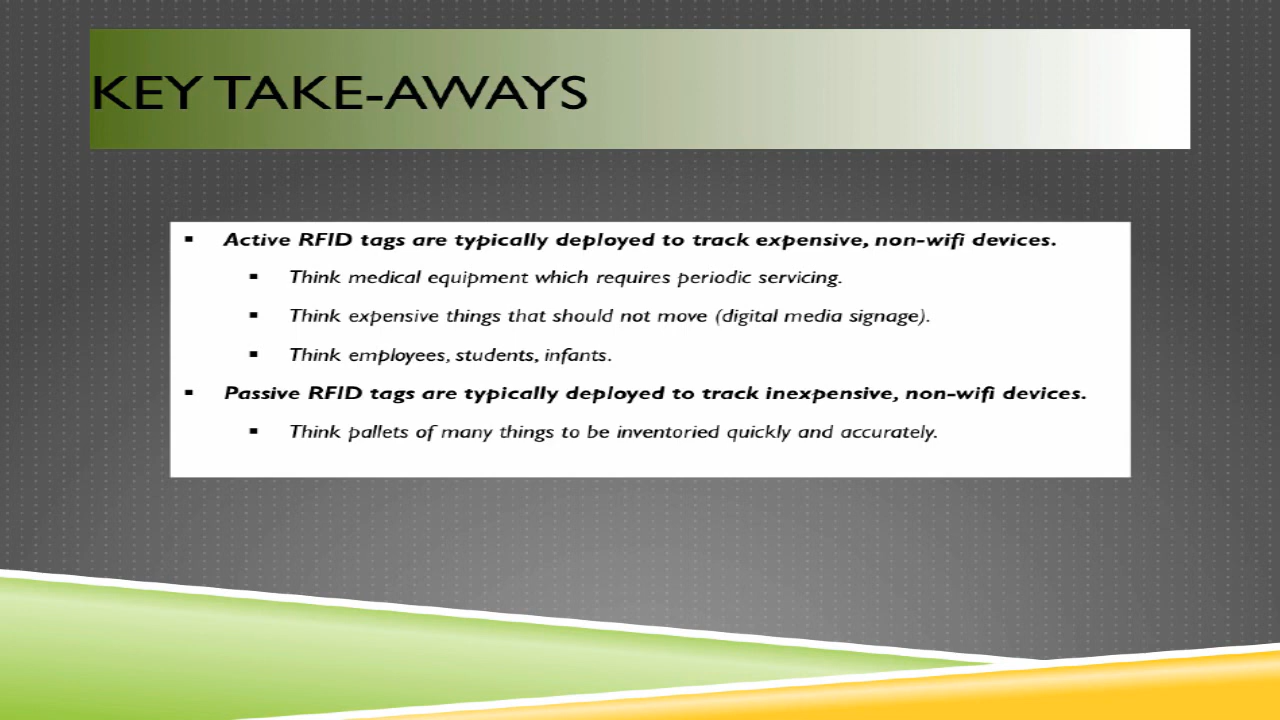 KEY TAKE-AWAYS
▪ Active RFID tags are typically deployed to track expensive, non-wifi devices.
▪ Think medical equipment which requires periodic servicing.
▪ Think expensive things that should not move (digital media signage).
▪ Think employees, students, infants.
▪ Passive RFID tags are typically deployed to track inexpensive, non-wifi devices.
▪ Think pallets of many things to be inventoried quickly and accurately.